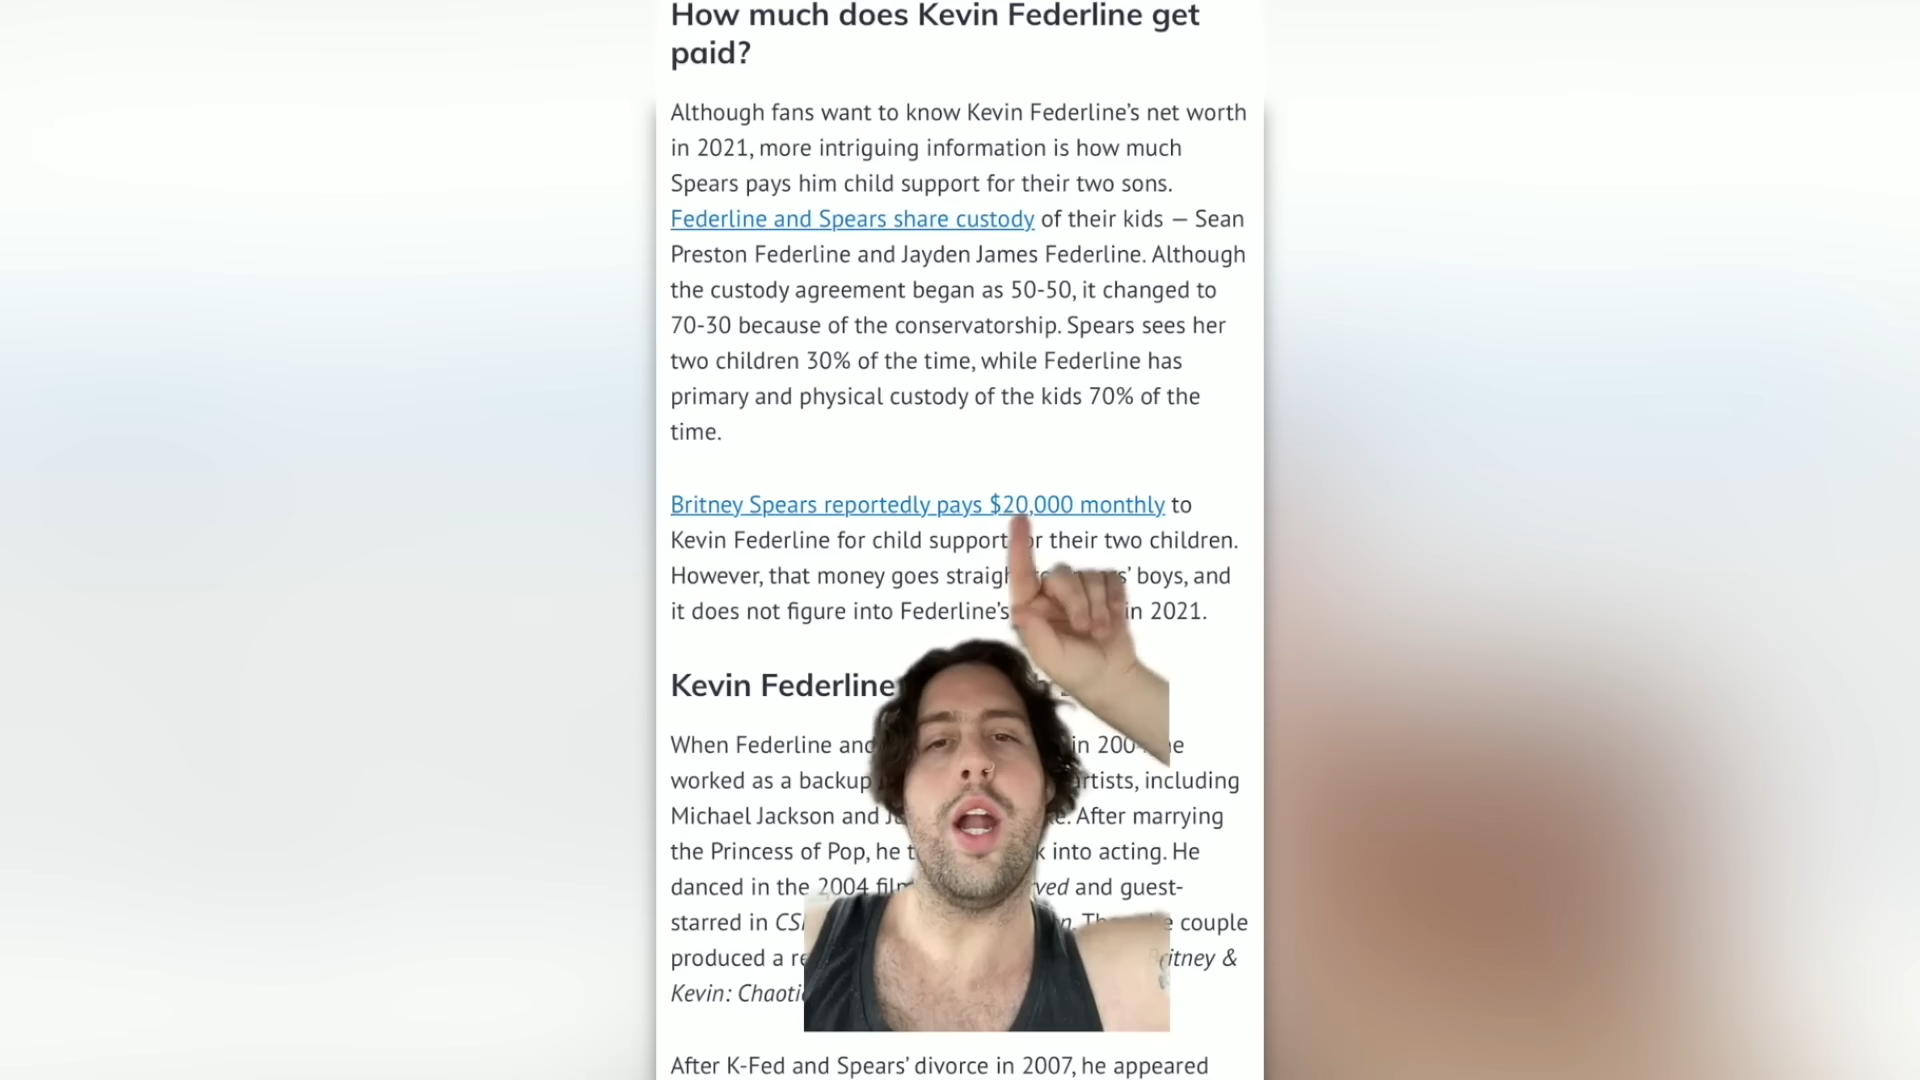 How much does Kevin Federline get
paid?
Although fans want to know Kevin Federline's net worth
in 2021, more intriguing information is how much
Spears pays him child support for their two sons.
Federline and Spears share custody of their kids — Sean
Preston Federline and Jayden James Federline. Although
the custody agreement began as 50-50, it changed to
70-30 because of the conservatorship. Spears sees her
two children 30% of the time, while Federline has
primary and physical custody of the kids 70% of the
time.
Britney Spears reportedly pays $20,000 monthly to
Kevin Federline for child support for their two children.
However, that money goes boys, and
it does not figure into Federline's in 2021.
Kevin Federline
When Federline and in
worked as a backup artists, including
Michael Jackson and After marrying
the Princess of Pop, he into acting. He
danced in the 2004 and guest-
starred in couple
produced a Britney &
Kevin: Chaotic
After K-Fed and Spears' divorce in 2007, he appeared